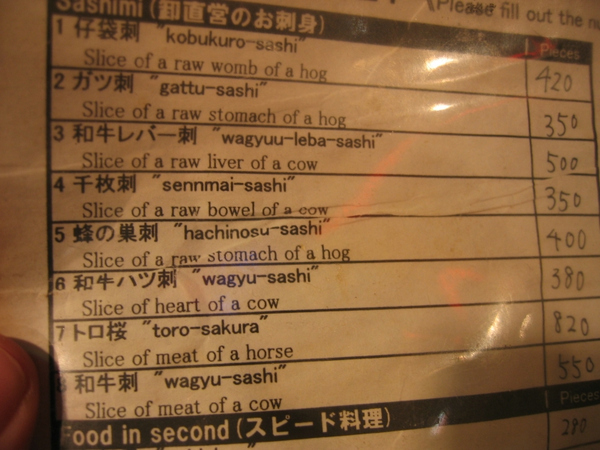 Sashimi (卸直営のお刺身) (Please fill out the
Pieces
1 仔袋刺 "kobukuro-sashi" 420
Slice of a raw womb of a hog
2 ガツ刺 "gattu-sashi" 350
Slice of a raw stomach of a hog
3 和牛レバー刺 "wagyuu-leba-sashi" 500
Slice of a raw liver of a cow
4 千枚刺 "sennmai-sashi" 350
Slice of a raw bowel of a cow
5 蜂の巣刺 "hachinosu-sashi" 400
Slice of a raw stomach of a hog
6 和牛ハツ刺 "wagyu-sashi" 380
Slice of heart of a cow
7 トロ桜 "toro-sakura" 820
Slice of meat of a horse
8 和牛刺 "wagyu-sashi" 550
Slice of meat of a cow
Food in second (スピード料理) Pieces
280